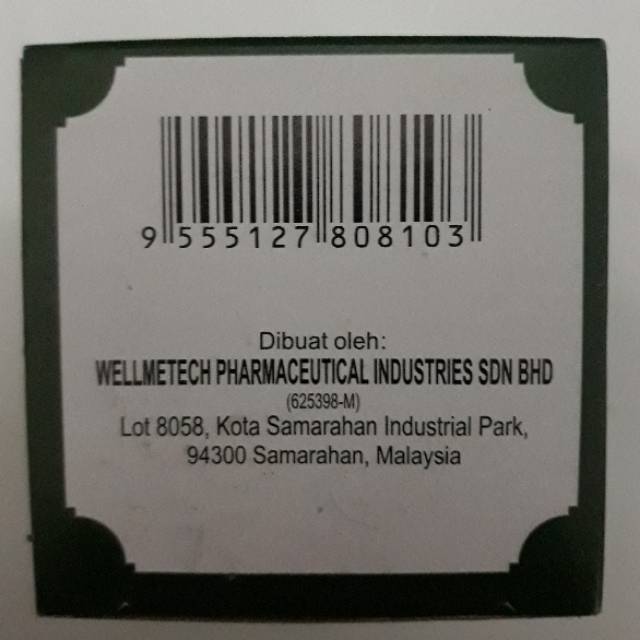 9 555127 808103
Dibuat oleh:
WELLMETECH PHARMACEUTICAL INDUSTRIES SDN BHD
(625398-M)
Lot 8058, Kota Samarahan Industrial Park,
94300 Samarahan, Malaysia